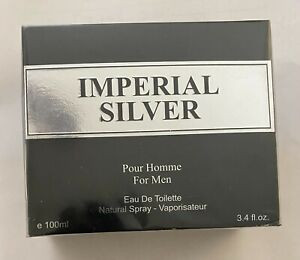 IMPERIAL
SILVER
Pour Homme
For Men
Eau De Toilette
Natural Spray - Vaporisateur
e 100ml 3.4 fl.oz.